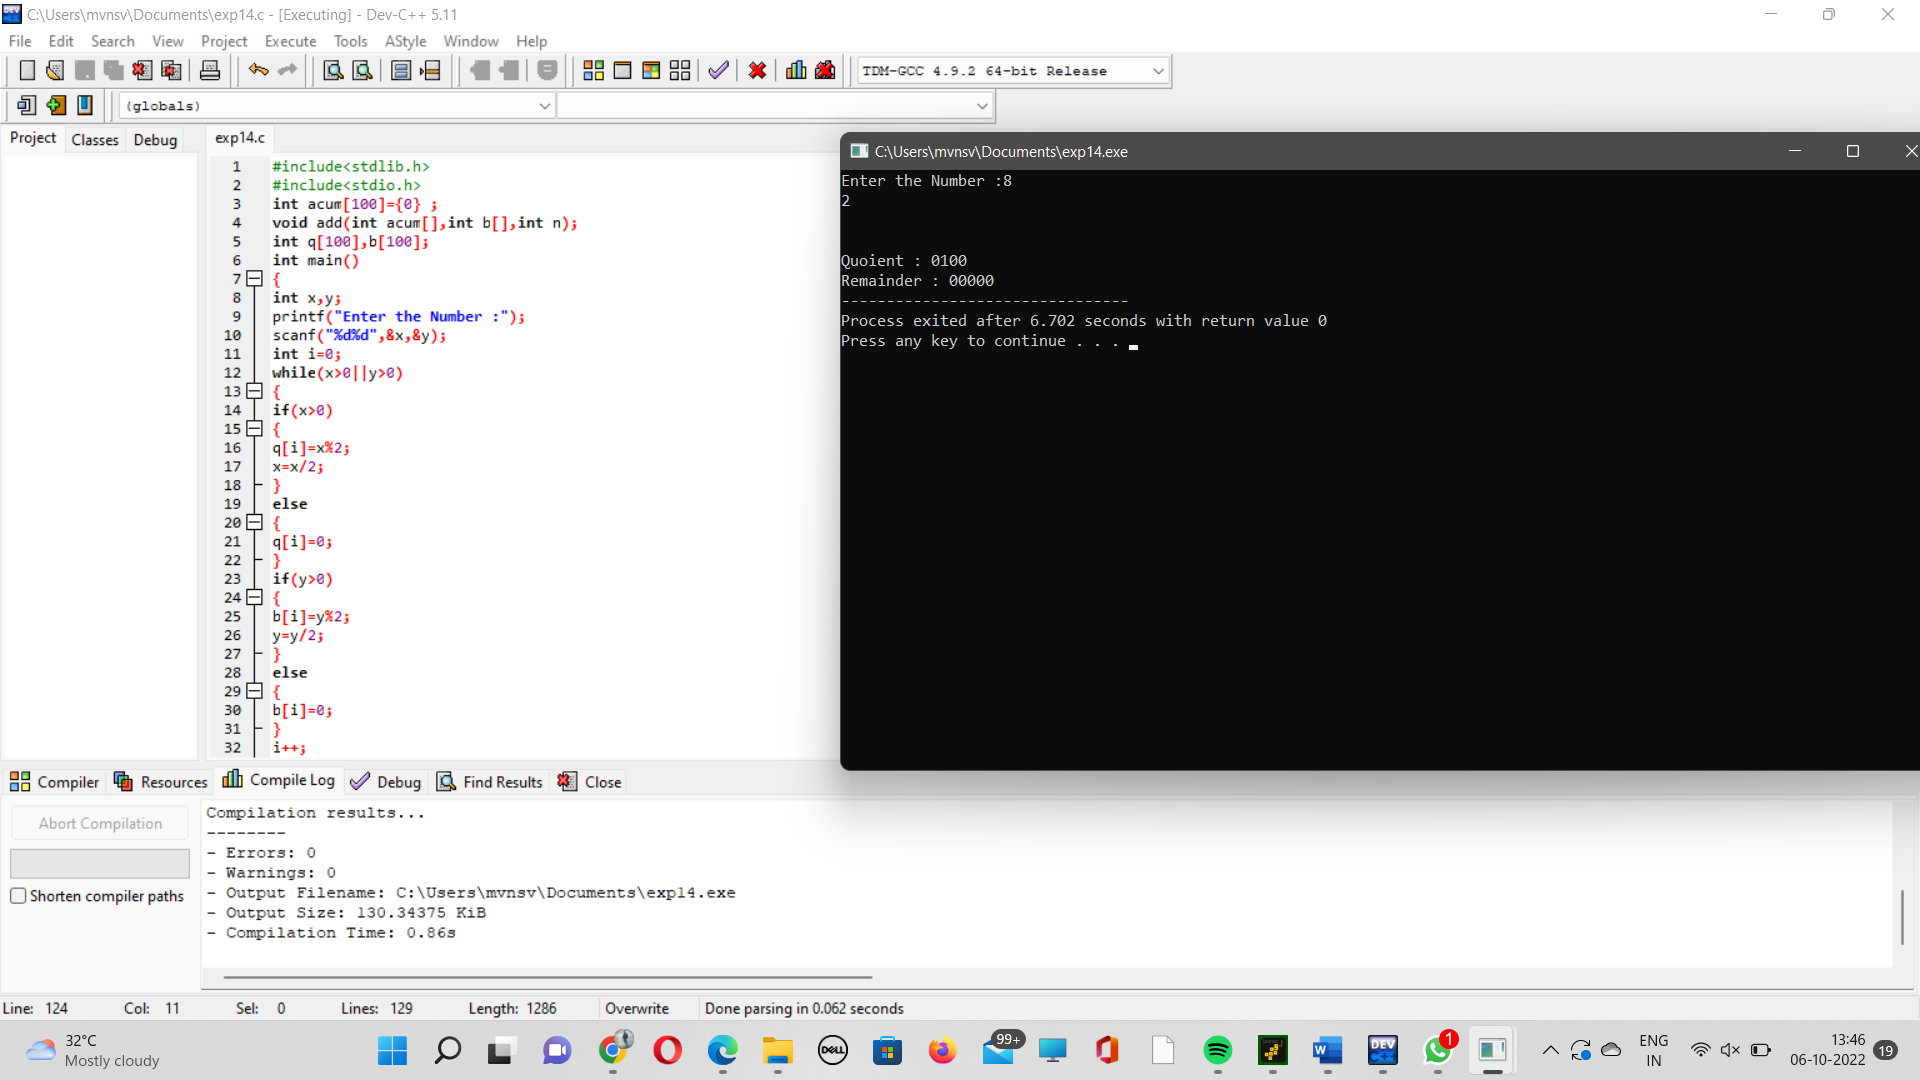 C:\Users\mvnsv\Documents\exp14.c - [Executing] - Dev-C++ 5.11
File Edit Search View Project Execute Tools AStyle Window Help
TDM-GCC 4.9.2 64-bit Release
(globals)
Project Classes Debug
exp14.c
1 #include<stdlib.h>
2 #include<stdio.h>
3 int acum[100]={0} ;
4 void add(int acum[],int b[],int n);
5 int q[100],b[100];
6 int main()
7 {
8 int x,y;
9 printf("Enter the Number :");
10 scanf("%d%d",&x,&y);
11 int i=0;
12 while(x>0||y>0)
13 {
14 if(x>0)
15 {
16 q[i]=x%2;
17 x=x/2;
18 }
19 else
20 {
21 q[i]=0;
22 }
23 if(y>0)
24 {
25 b[i]=y%2;
26 y=y/2;
27 }
28 else
29 {
30 b[i]=0;
31 }
32 i++;
C:\Users\mvnsv\Documents\exp14.exe
Enter the Number :8
2
Quoient : 0100
Remainder : 00000
--------------------------------
Process exited after 6.702 seconds with return value 0
Press any key to continue . . .
Compiler Resources Compile Log Debug Find Results Close
Abort Compilation
Shorten compiler paths
Compilation results...
--------
- Errors: 0
- Warnings: 0
- Output Filename: C:\Users\mvnsv\Documents\exp14.exe
- Output Size: 130.34375 KiB
- Compilation Time: 0.86s
Line: 124 Col: 11 Sel: 0 Lines: 129 Length: 1286 Overwrite Done parsing in 0.062 seconds
32°C
Mostly cloudy
DELL
99+
W
DEV
1
ENG
IN
13:46
06-10-2022
19